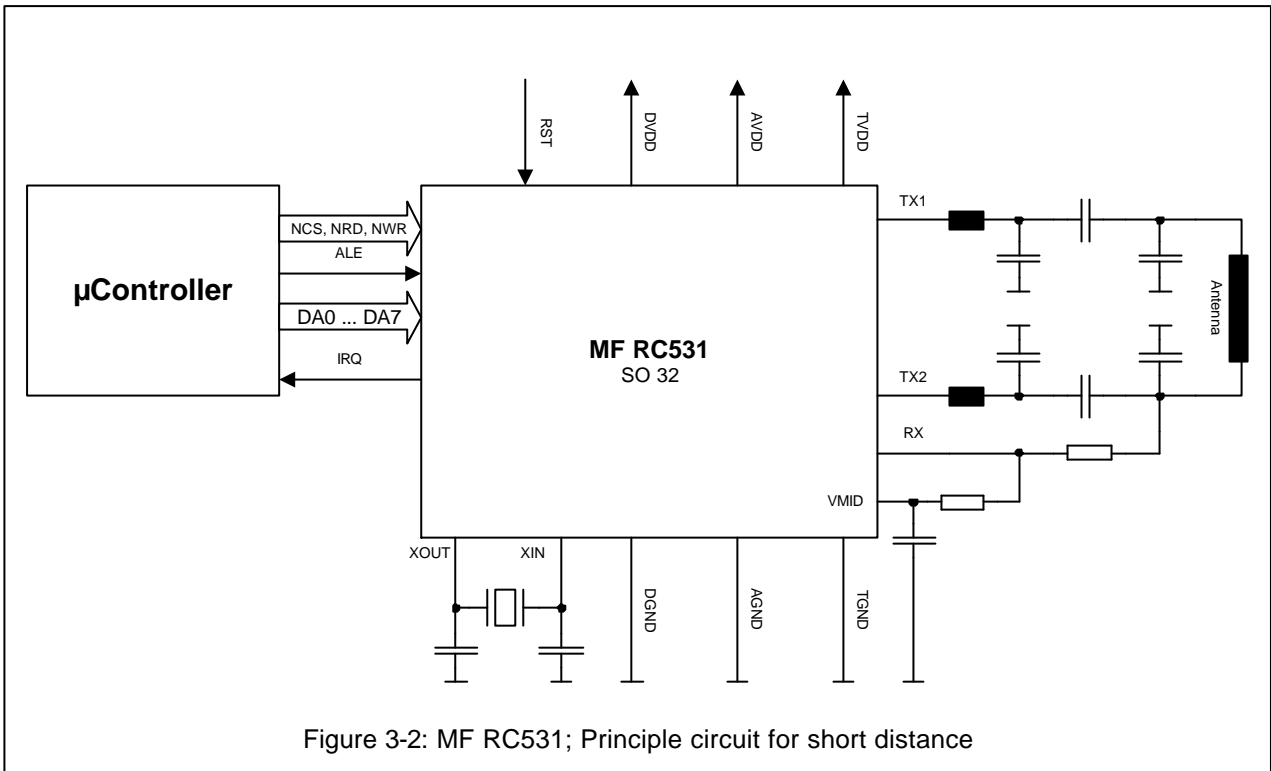 RST
DVDD
AVDD
TVDD
µController
NCS, NRD, NWR
ALE
DA0 ... DA7
IRQ
MF RC531
SO 32
TX1
TX2
RX
VMID
Antenna
XOUT
XIN
DGND
AGND
TGND
Figure 3-2: MF RC531; Principle circuit for short distance